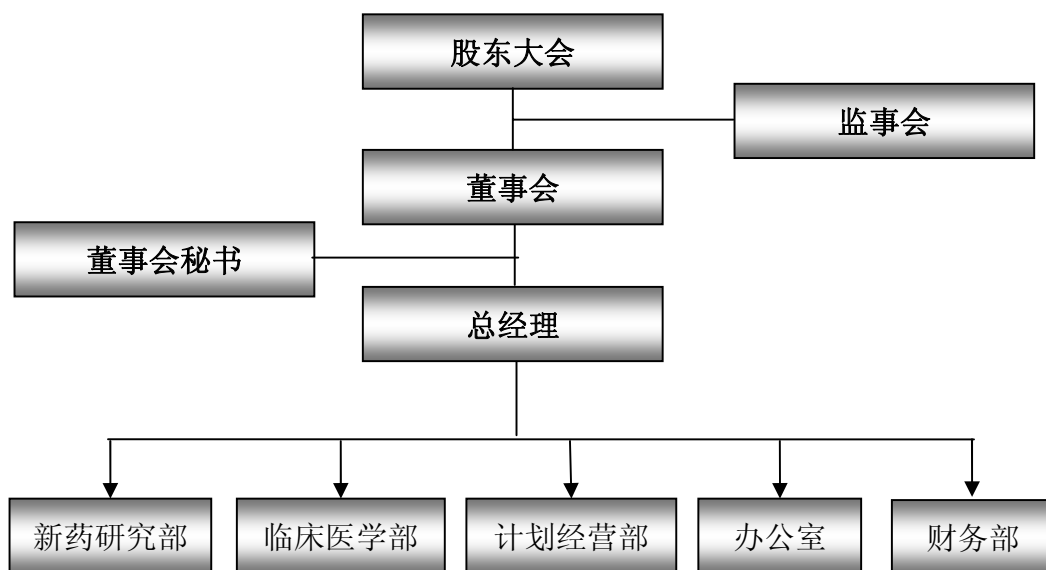 股东大会
监事会
董事会
董事会秘书
总经理
新药研究部
临床医学部
计划经营部
办公室
财务部